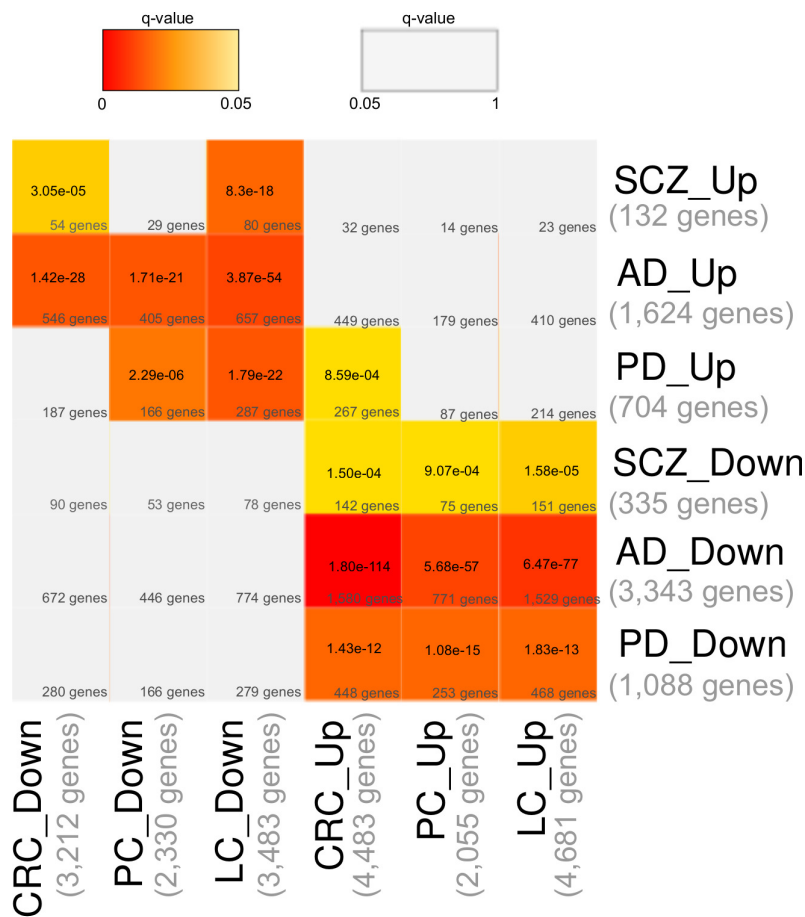 q-value
q-value
0
0.05
0.05
1
3.05e-05
8.3e-18
54 genes
29 genes
80 genes
32 genes
14 genes
23 genes
SCZ_Up
(132 genes)
1.42e-28
1.71e-21
3.87e-54
546 genes
405 genes
657 genes
449 genes
179 genes
410 genes
AD_Up
(1,624 genes)
2.29e-06
1.79e-22
8.59e-04
187 genes
166 genes
287 genes
267 genes
87 genes
214 genes
PD_Up
(704 genes)
1.50e-04
9.07e-04
1.58e-05
90 genes
53 genes
78 genes
142 genes
75 genes
151 genes
SCZ_Down
(335 genes)
1.80e-114
5.68e-57
6.47e-77
672 genes
446 genes
774 genes
genes
771 genes
1,529 genes
AD_Down
(3,343 genes)
1.43e-12
1.08e-15
1.83e-13
280 genes
166 genes
279 genes
448 genes
253 genes
468 genes
PD_Down
(1,088 genes)
CRC_Down
(3,212 genes)
PC_Down
(2,330 genes)
LC_Down
(3,483 genes)
CRC_Up
(4,483 genes)
PC_Up
(2,055 genes)
LC_Up
(4,681 genes)